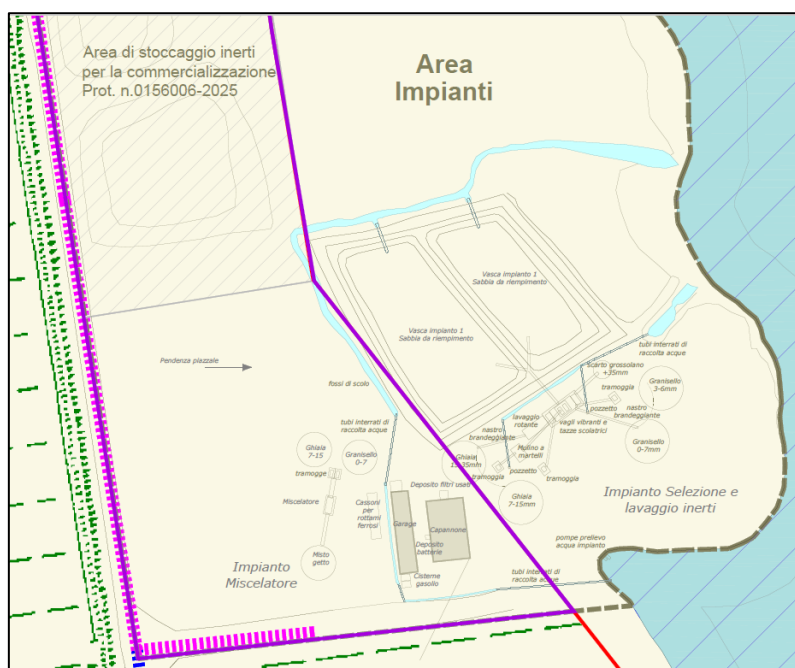 Area di stoccaggio inerti
per la commercializzazione
Prot. n.0156006-2025
Area
Impianti
Vasca impianto 1
Sabbia da riempimento
Vasca impianto 1
Sabbia da riempimento
Pendenza piazzale
fossi di scolo
tubi interrati di
raccolta acque
scarto grossolano
+35mm
tramoggia
Granisello
3-6mm
pozzetto
nastro
brandeggiante
lavaggio
rotante
vagli vibranti e
tazze scolatrici
Granisello
0-7mm
nastro
brandeggiante
Molino a
martelli
tubi interrati di
raccolta acque
Ghiaia
7-15
Granisello
0-7
Ghiaia
15-35mm
tramoggia
pozzetto
tramoggia
tramogge
Deposito filtri usati
Ghiaia
7-15mm
Miscelatore
Cassoni
per
rottami
ferrosi
Garage
Capannone
Impianto Selezione e
lavaggio inerti
Deposito
batterie
pompe prelievo
acqua impianto
Misto
getto
Impianto
Miscelatore
Cisterne
gasolio
tubi interrati di
raccolta acque